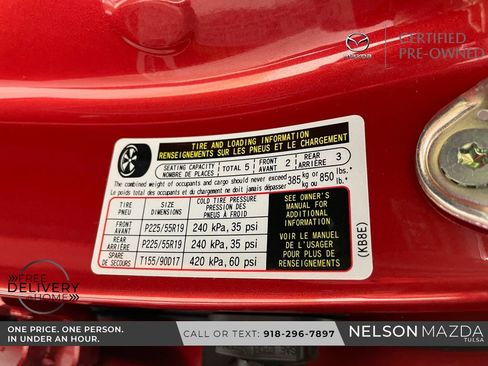 CERTIFIED
mazda PRE-OWNED
TIRE AND LOADING INFORMATION
RENSEIGNEMENTS SUR LES PNEUS ET LE CHARGEMENT
SEATING CAPACITY
NOMBRE DE PLACES
TOTAL 5
FRONT
AVANT 2
REAR
ARRIÈRE 3
The combined weight of occupants and cargo should never exceed 385 kg or 850 lbs.
Le poids total des occupants et du chargement ne doit jamais dépasser kg ou lb.
TIRE
PNEU
SIZE
DIMENSIONS
COLD TIRE PRESSURE
PRESSION DES
PNEUS À FROID
FRONT
AVANT
P225/55R19
240 kPa, 35 psi
REAR
ARRIÈRE
P225/55R19
240 kPa, 35 psi
SPARE
DE SECOURS
T155/90D17
420 kPa, 60 psi
SEE OWNER'S
MANUAL FOR
ADDITIONAL
INFORMATION
VOIR LE MANUEL
DE L'USAGER
POUR PLUS DE
RENSEIGNEMENTS
(KB8E)
FREE
DELIVERY
@HOME
ONE PRICE. ONE PERSON.
IN UNDER AN HOUR.
CALL OR TEXT: 918-296-7897
NELSON MAZDA
TULSA